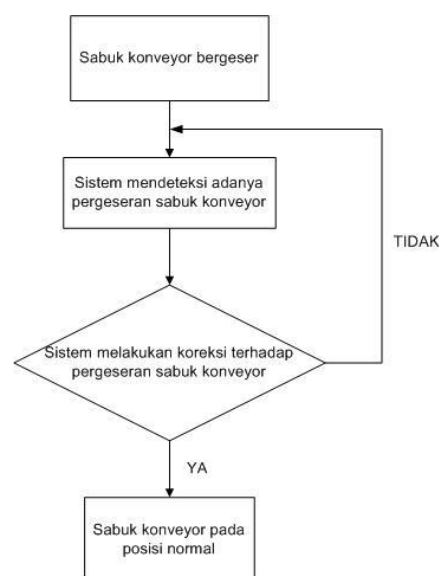 Sabuk konveyor bergeser
Sistem mendeteksi adanya
pergeseran sabuk konveyor
TIDAK
Sistem melakukan koreksi terhadap
pergeseran sabuk konveyor
YA
Sabuk konveyor pada
posisi normal